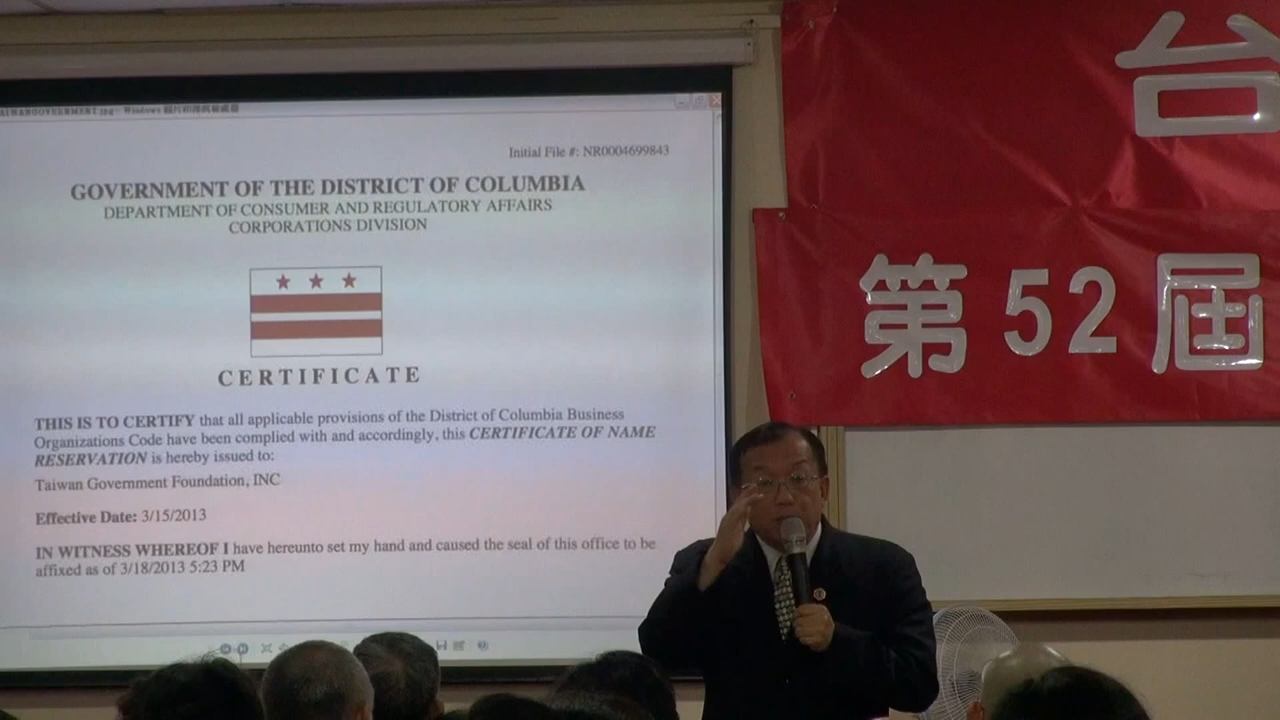 Initial File #: NR0004699843
GOVERNMENT OF THE DISTRICT OF COLUMBIA
DEPARTMENT OF CONSUMER AND REGULATORY AFFAIRS
CORPORATIONS DIVISION
CERTIFICATE
THIS IS TO CERTIFY that all applicable provisions of the District of Columbia Business
Organizations Code have been complied with and accordingly, this CERTIFICATE OF NAME
RESERVATION is hereby issued to:
Taiwan Government Foundation, INC
Effective Date: 3/15/2013
IN WITNESS WHEREOF I have hereunto set my hand and caused the seal of this office to be
affixed as of 3/18/2013 5:23 PM
台
第52屆